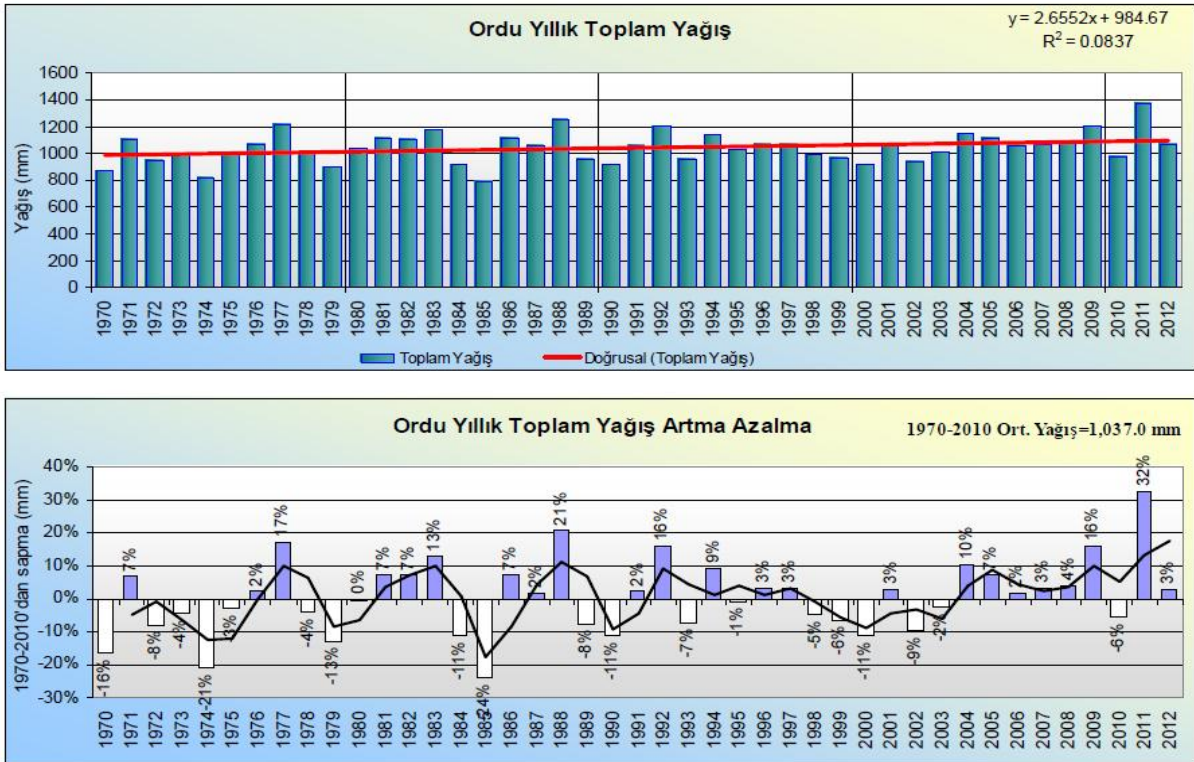 Ordu Yıllık Toplam Yağış
y = 2.6552x + 984.67
R² = 0.0837
Yağış (mm)
1600
1400
1200
1000
800
600
400
200
0
1970 1971 1972 1973 1974 1975 1976 1977 1978 1979 1980 1981 1982 1983 1984 1985 1986 1987 1988 1989 1990 1991 1992 1993 1994 1995 1996 1997 1998 1999 2000 2001 2002 2003 2004 2005 2006 2007 2008 2009 2010 2011 2012
Toplam Yağış Doğrusal (Toplam Yağış)
Ordu Yıllık Toplam Yağış Artma Azalma
1970-2010 Ort. Yağış=1,037.0 mm
1970-2010'dan sapma (mm)
40%
30%
20%
10%
0%
-10%
-20%
-30%
-16% 7% -8% -4% -21% -3% 2% 17% -4% -13% 0% 7% 7% 13% -11% -24% 7% 2% 21% -8% -11% 2% 16% -7% 9% -1% 3% 3% -5% -6% -11% 3% -9% -2% 10% 7% 2% 3% 4% 16% -6% 32% 3%
1970 1971 1972 1973 1974 1975 1976 1977 1978 1979 1980 1981 1982 1983 1984 1985 1986 1987 1988 1989 1990 1991 1992 1993 1994 1995 1996 1997 1998 1999 2000 2001 2002 2003 2004 2005 2006 2007 2008 2009 2010 2011 2012